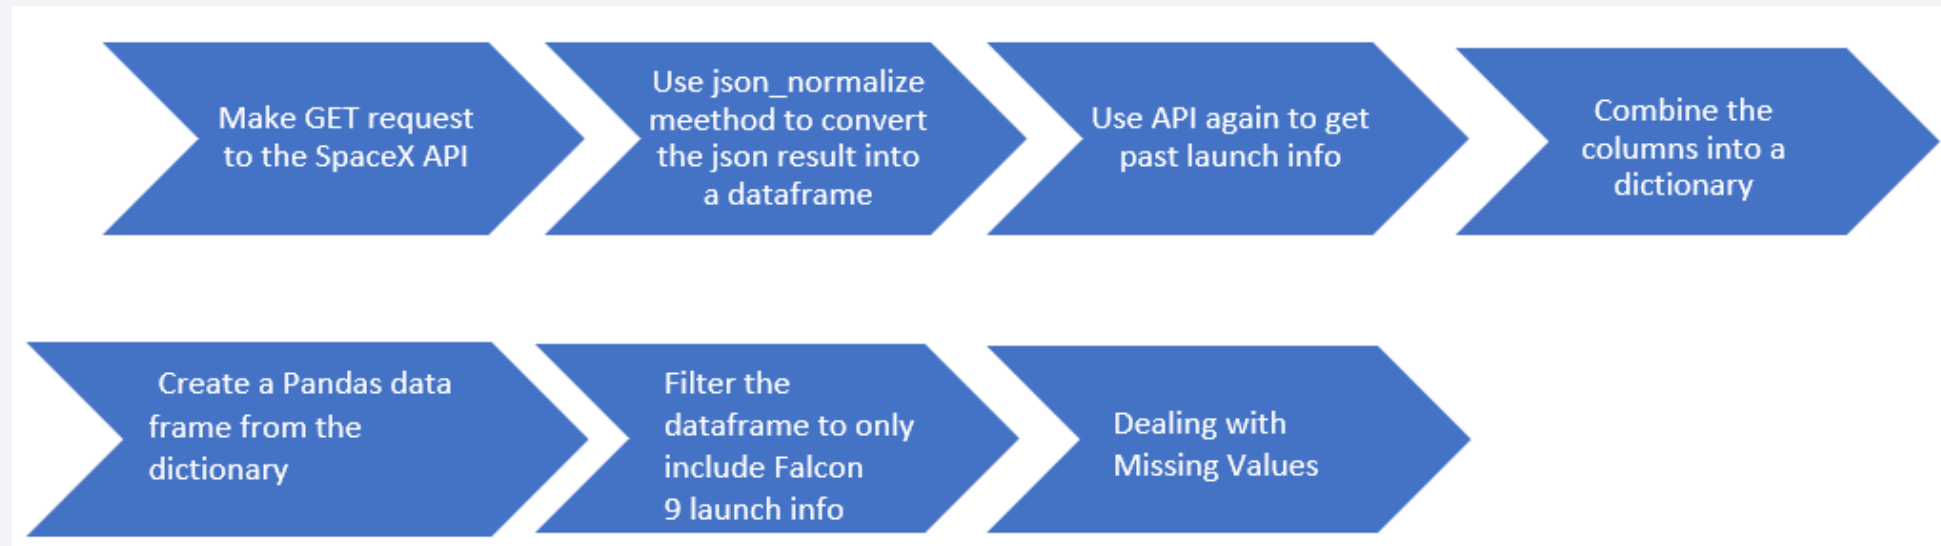 Make GET request
to the SpaceX API
Use json_normalize
meethod to convert
the json result into
a dataframe
Use API again to get
past launch info
Combine the
columns into a
dictionary
Create a Pandas data
frame from the
dictionary
Filter the
dataframe to only
include Falcon
9 launch info
Dealing with
Missing Values